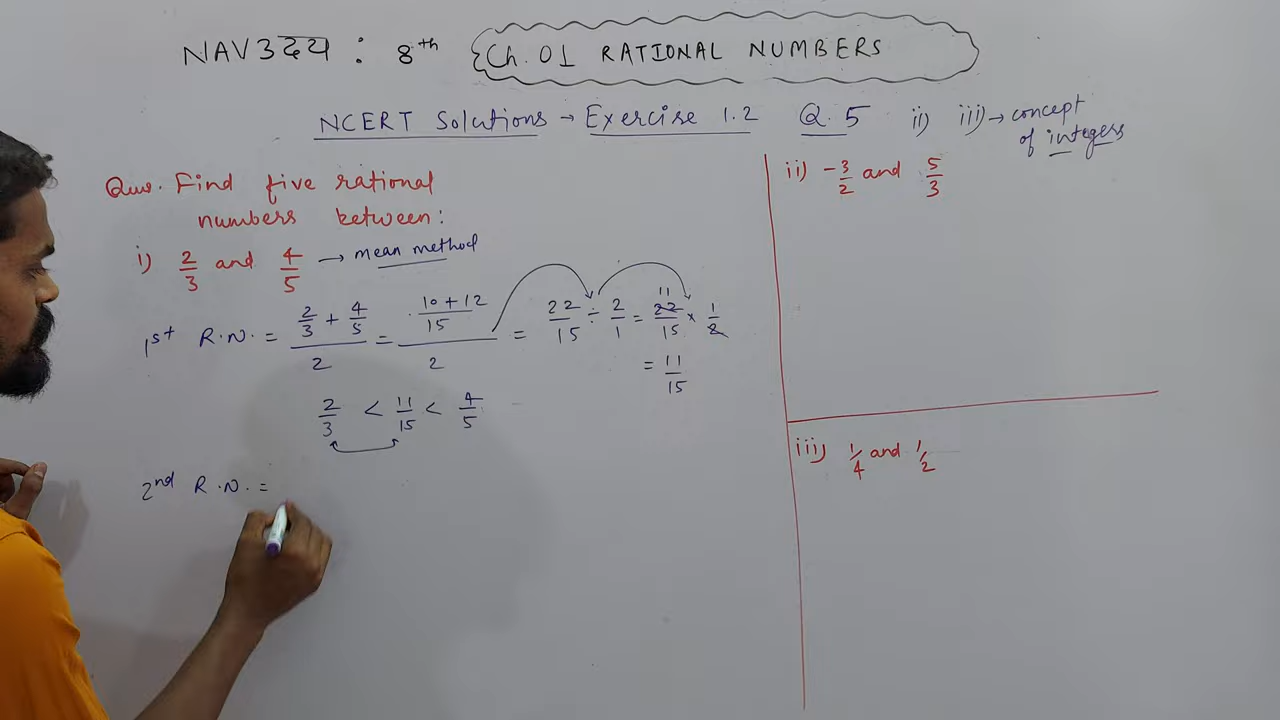 NAV3221 : 8th Ch. 01 RATIONAL NUMBERS
NCERT Solutions → Exercise 1.2 Q. 5 ii) iii) → concept of integers
Ques. Find five rational
numbers between:
i) 2/3 and 4/5 → mean method
1st R.N. = (2/3 + 4/5)/2 = ((10 + 12)/15)/2 = 22/15 ÷ 2/1 = 22/15 11 × 1/2
= 11/15
2/3 < 11/15 < 4/5
2nd R.N. =
ii) -3/2 and 5/3
iii) 1/4 and 1/2